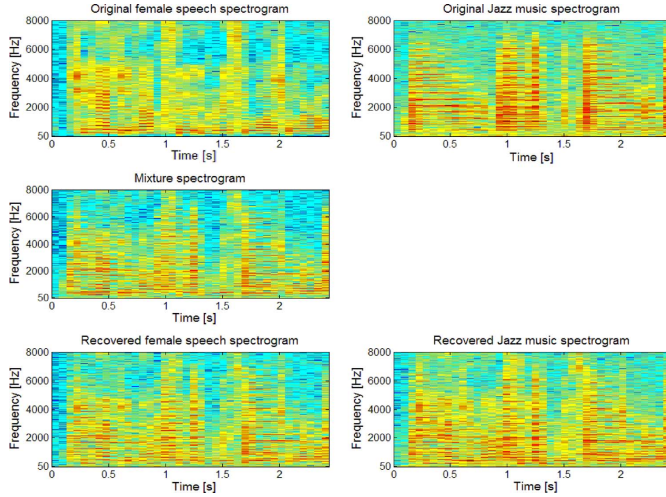 Original female speech spectrogram
Frequency [Hz]
8000
6000
4000
2000
50
0 0.5 1 1.5 2
Time [s]
Original Jazz music spectrogram
Frequency [Hz]
8000
6000
4000
2000
50
0 0.5 1 1.5 2
Time [s]
Mixture spectrogram
Frequency [Hz]
8000
6000
4000
2000
50
0 0.5 1 1.5 2
Time [s]
Recovered female speech spectrogram
Frequency [Hz]
8000
6000
4000
2000
50
0 0.5 1 1.5 2
Time [s]
Recovered Jazz music spectrogram
Frequency [Hz]
8000
6000
4000
2000
50
0 0.5 1 1.5 2
Time [s]